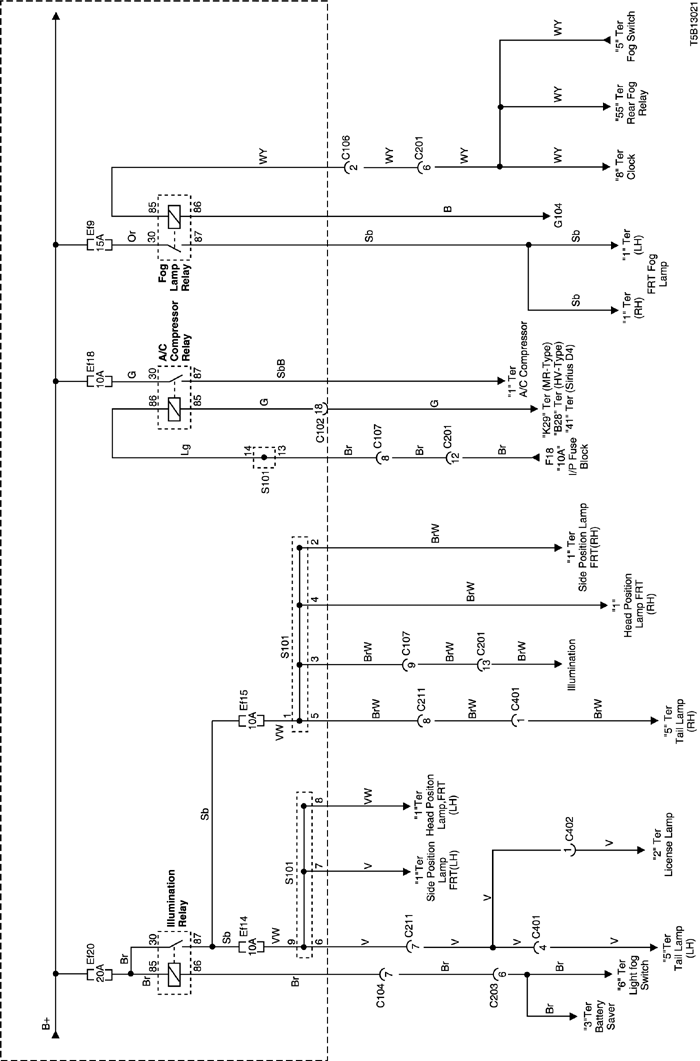 B+
Ef20
20A
Ef18
10A
Ef9
15A
Br
Br
G
Or
85
30
86
30
30
85
Illumination
Relay
A/C
Compressor
Relay
Fog
Lamp
Relay
86
87
85
87
87
86
Lg
Sb
Sb
Ef14
10A
Ef15
10A
14
S101
13
VW
VW
9
S101
6
7
8
1
S101
5
3
4
2
Br
G
SbB
Sb
B
WY
C102
18
C106
2
Br
V
V
VW
BrW
BrW
BrW
BrW
C104
7
C211
7
C211
8
C107
9
C107
8
WY
C201
6
"1"Ter
Side Position
Lamp
FRT(LH)
"1"Ter
Head Positon
Lamp,FRT
(LH)
Br
V
V
BrW
BrW
Br
G
WY
C203
6
C201
13
C201
12
C401
4
C401
1
C402
1
Br
Br
V
V
BrW
BrW
Br
"1" Ter
A/C Compressor
"K29" Ter (MR-Type)
"B28" Ter (HV-Type)
"41" Ter (Sirius D4)
F18
"10A"
I/P Fuse
Block
Sb
Sb
G104
WY
WY
WY
"3"Ter
Battery
Saver
"6" Ter
Light fog
Switch
"5"Ter
Tail Lamp
(LH)
"2" Ter
License Lamp
"5" Ter
Tail Lamp
(RH)
Illumination
"1"
Head Position
Lamp FRT
(RH)
"1" Ter
Side Position Lamp
FRT(RH)
"1" Ter
(RH)
"1" Ter
(LH)
FRT Fog
Lamp
"8" Ter
Clock
"55" Ter
Rear Fog
Relay
"5" Ter
Fog Switch
T5B13021